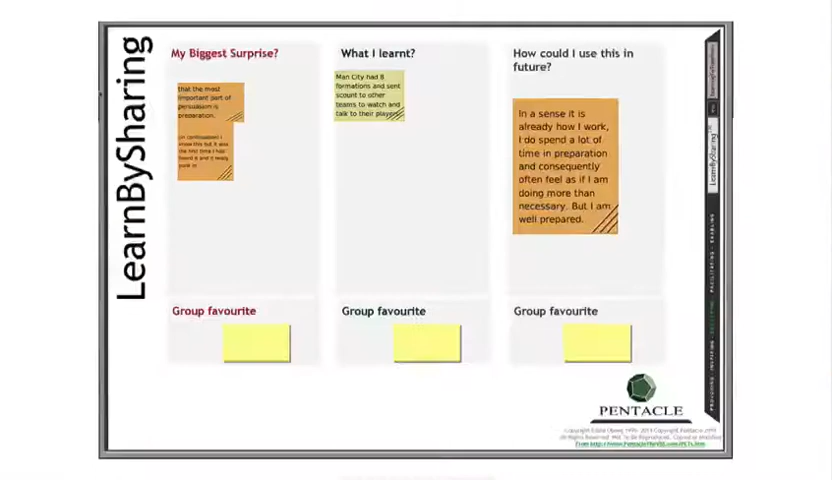 LearnBySharing
My Biggest Surprise?
that the most
important part of
persuasion is
preparation.
What I learnt?
Man City had 8
formations and sent
scount to other
teams to watch and
talk to their players
How could I use this in
future?
In a sense it is
already how I work,
I do spend a lot of
time in preparation
and consequently
often feel as if I am
doing more than
necessary. But I am
well prepared.
Group favourite
Group favourite
Group favourite
PENTACLE
LearnBySharing